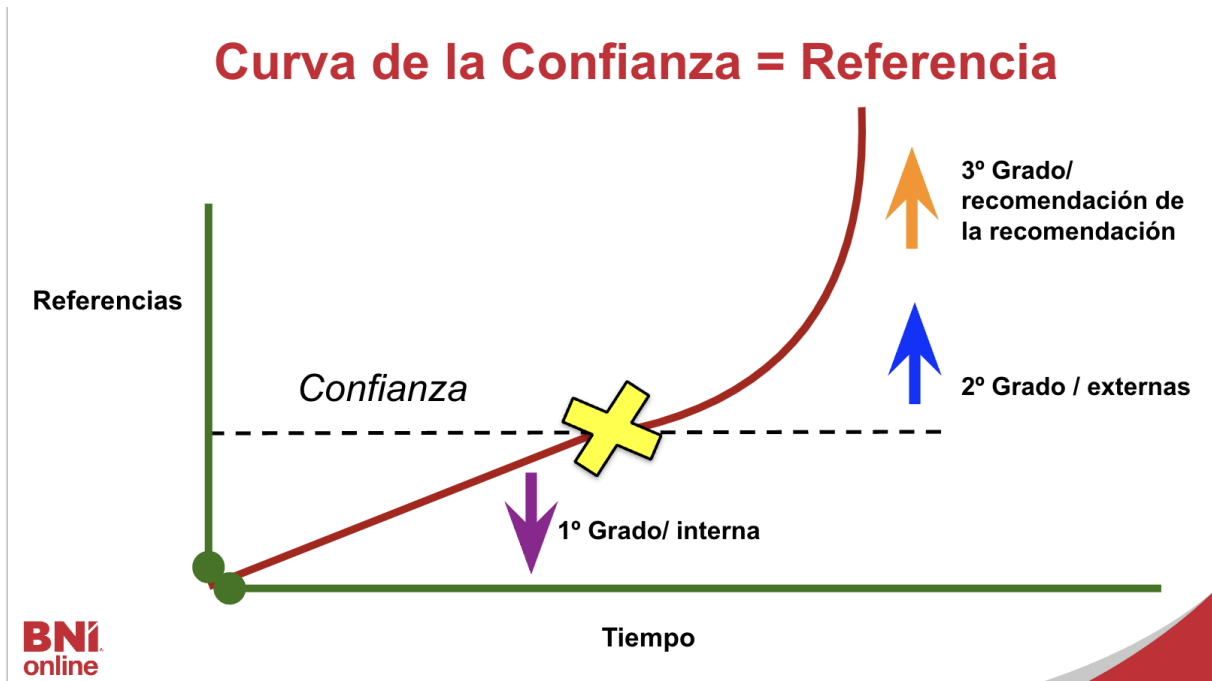 Curva de la Confianza = Referencia
3º Grado/
recomendación de
la recomendación
Referencias
Confianza
2º Grado / externas
1º Grado/ interna
Tiempo
BNI
online